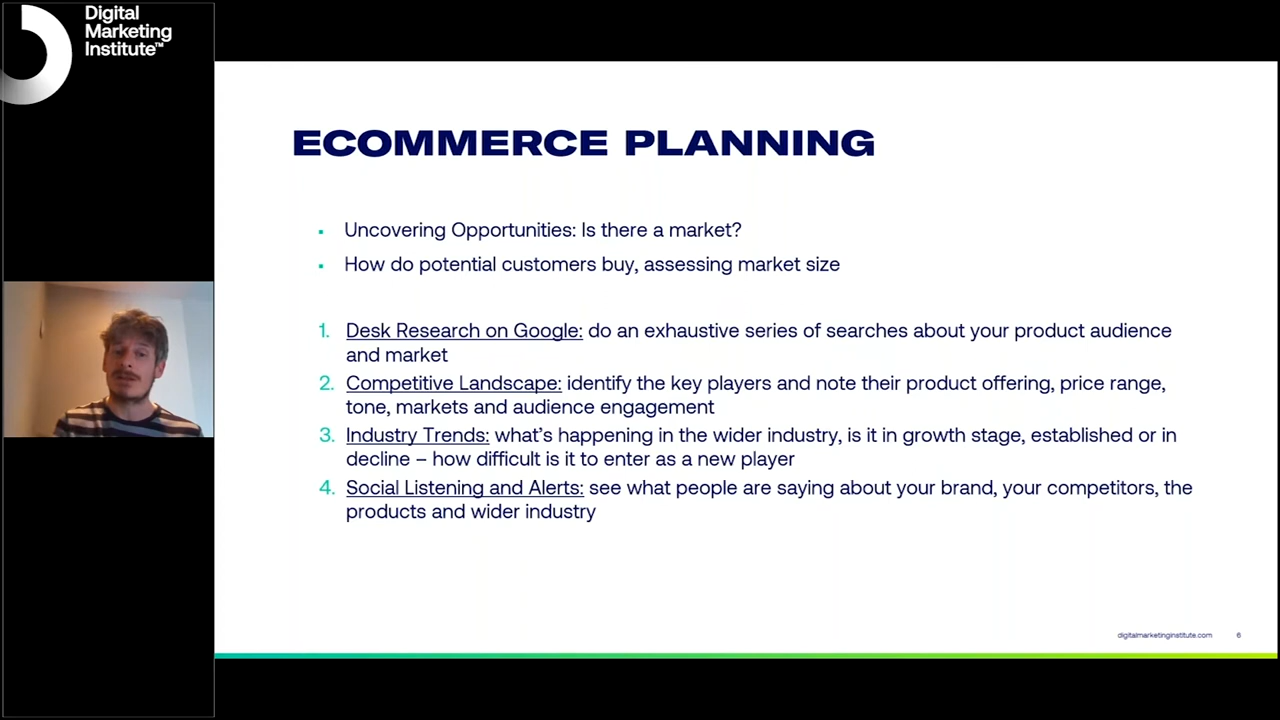 Digital
Marketing
Institute™
ECOMMERCE PLANNING
▪ Uncovering Opportunities: Is there a market?
▪ How do potential customers buy, assessing market size
1. Desk Research on Google: do an exhaustive series of searches about your product audience
and market
2. Competitive Landscape: identify the key players and note their product offering, price range,
tone, markets and audience engagement
3. Industry Trends: what’s happening in the wider industry, is it in growth stage, established or in
decline – how difficult is it to enter as a new player
4. Social Listening and Alerts: see what people are saying about your brand, your competitors, the
products and wider industry
digitalmarketinginstitute.com 6